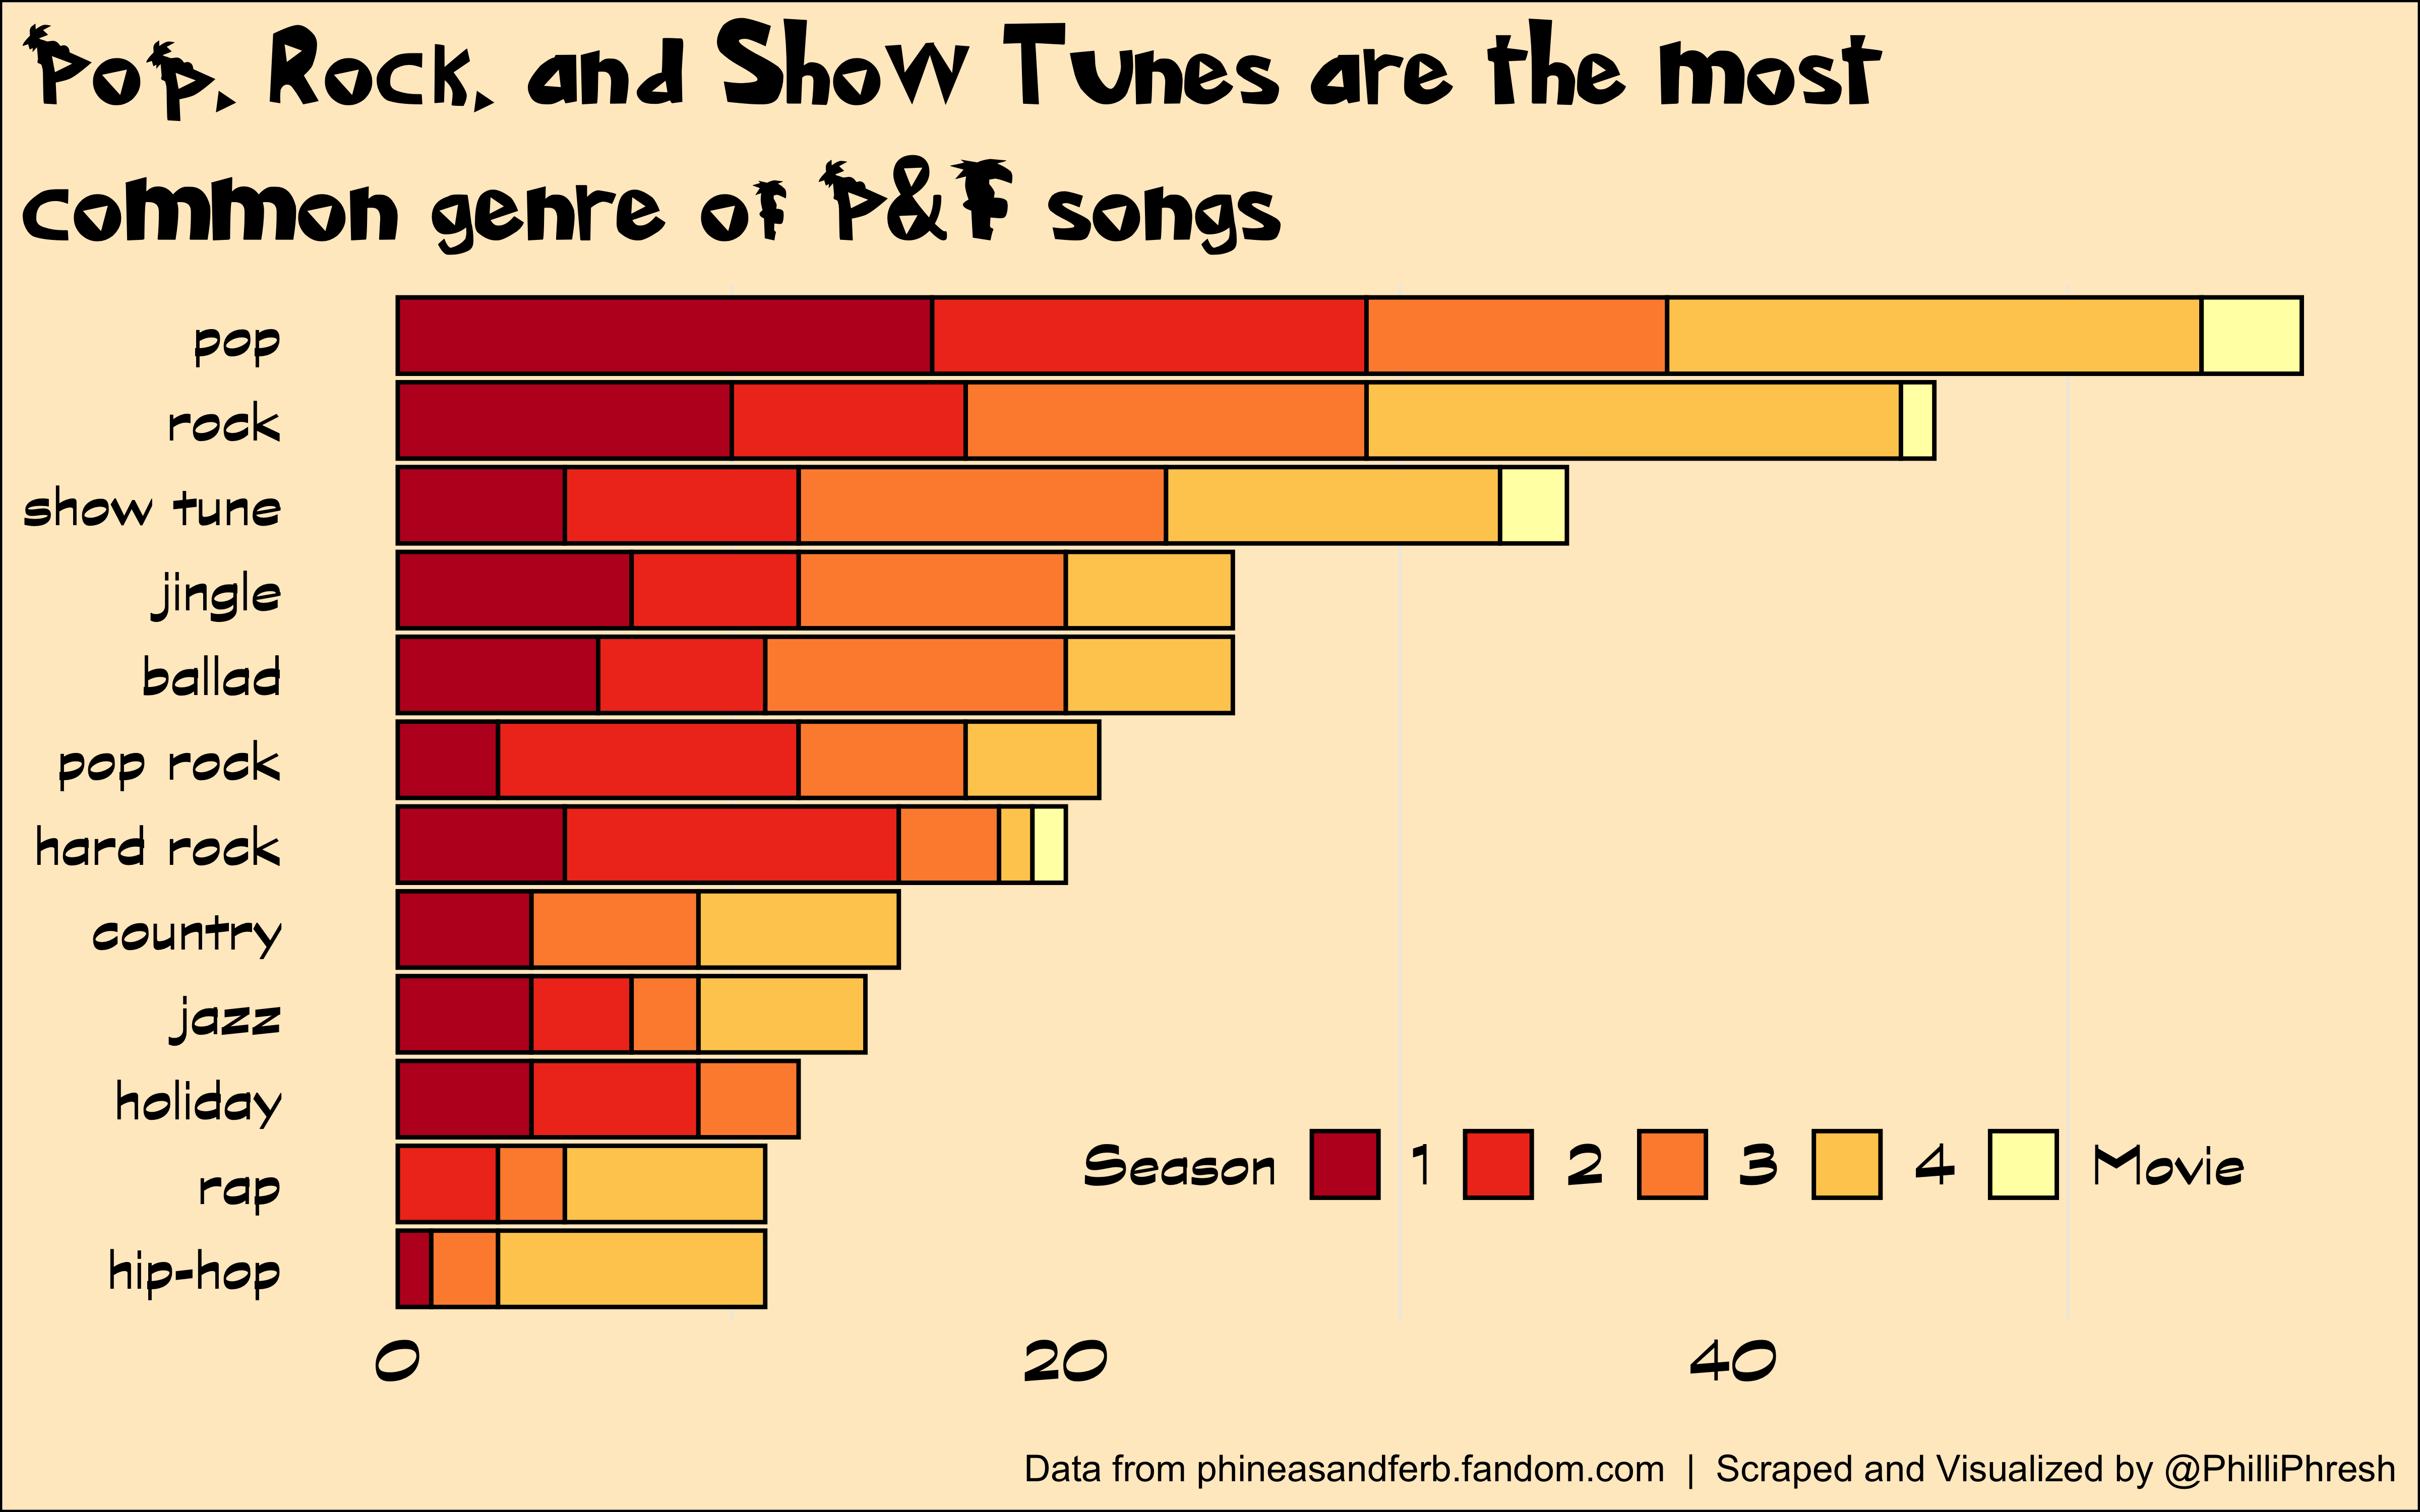 Pop, Rock, and Show Tunes are the most
common genre of P&F songs
pop
rock
show tune
jingle
ballad
pop rock
hard rock
country
jazz
holiday
rap
hip-hop
Season 1 2 3 4 Movie
0 20 40
Data from phineasandferb.fandom.com | Scraped and Visualized by @PhilliPhresh